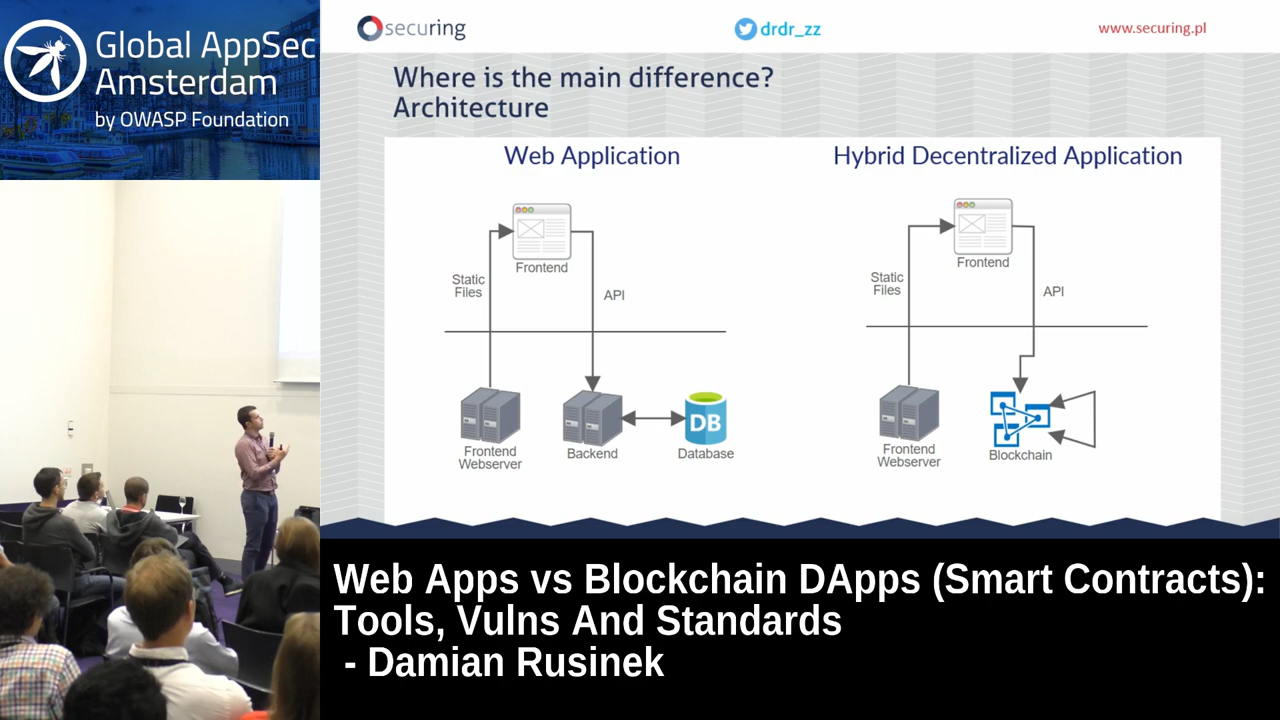 Global AppSec
Amsterdam
by OWASP Foundation
securing
drdr_zz
www.securing.pl
Where is the main difference?
Architecture
Web Application
Hybrid Decentralized Application
Frontend
Static
Files
API
Frontend
Webserver
Backend
DB
Database
Frontend
Static
Files
API
Frontend
Webserver
Blockchain
Web Apps vs Blockchain DApps (Smart Contracts):
Tools, Vulns And Standards
- Damian Rusinek